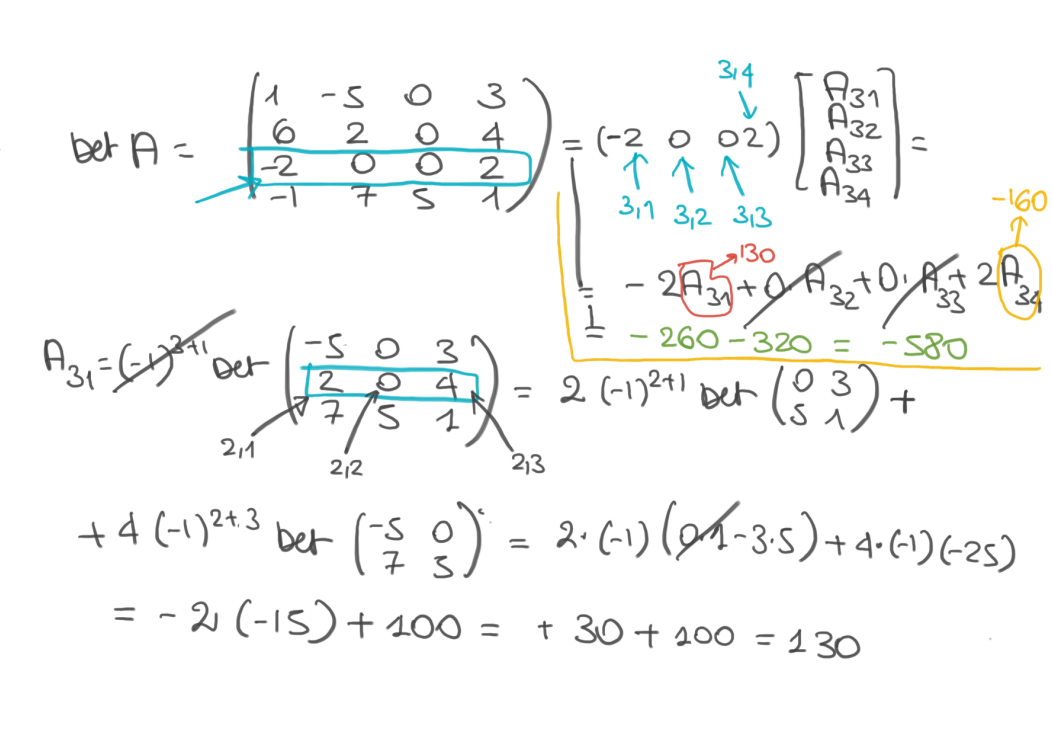 3,4
det A = (1 -5 0 3
6 2 0 4
-2 0 0 2
-1 7 5 1) = (-2 0 0 2) [A31
A32
A33
A34] =
3,1 3,2 3,3
-160
130
= - 2A31 + 0·A32 + 0·A33 + 2A34
= - 260 - 320 = -580
A31 = (-1)^3+1 det (-5 0 3
2 0 4
7 5 1) = 2 (-1)^2+1 det (0 3
5 1) +
2,1 2,2 2,3
+ 4 (-1)^2+3 det (-5 0
7 5) = 2·(-1)(0·1-3·5) + 4·(-1)(-25)
= - 2 (-15) + 100 = + 30 + 100 = 130